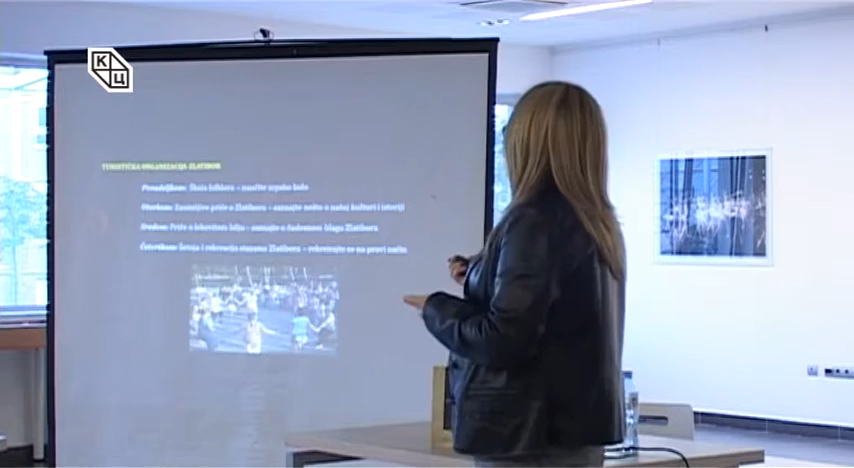 К
Ц
TURISTIČKA ORGANIZACIJA ZLATIBOR
Ponedeljkom: Škola folklora – naučite srpsko kolo
Utorkom: Zanimljive priče o Zlatiboru – saznajte nešto o našoj kulturi i istoriji
Sredom: Priče o lekovitom bilju – saznajte o čudesnom blagu Zlatibora
Četvrtkom: Šetnja i rekreacija stazama Zlatibora – rekreirajte se na pravi način